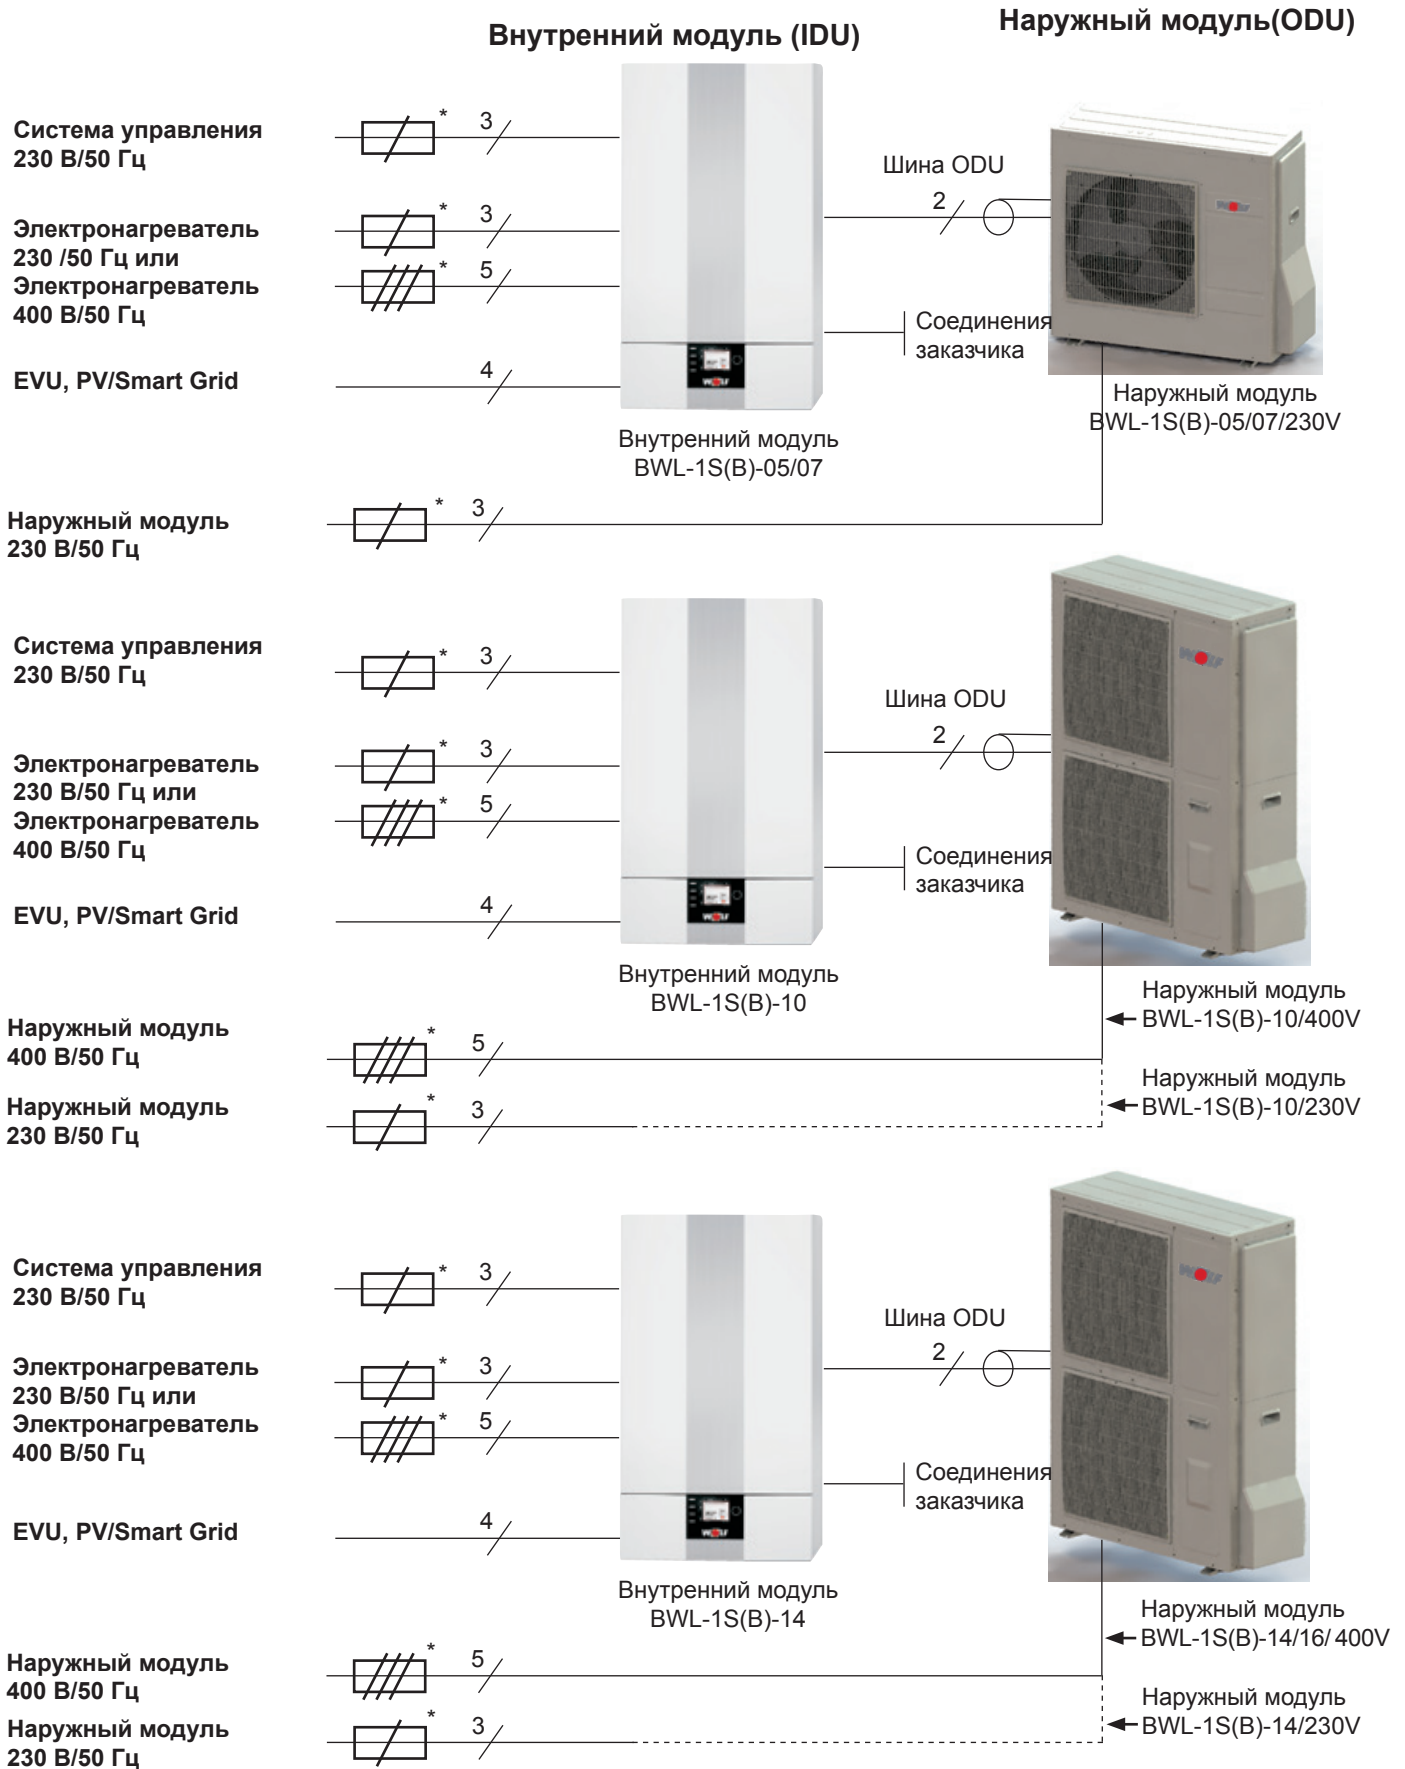 Внутренний модуль (IDU)
Наружный модуль(ODU)
Система управления
230 В/50 Гц
* 3
Электронагреватель
230 /50 Гц или
Электронагреватель
400 В/50 Гц
* 3
* 5
EVU, PV/Smart Grid
4
WOLF
Шина ODU
2
WOLF
Соединения
заказчика
Внутренний модуль
BWL-1S(B)-05/07
Наружный модуль
BWL-1S(B)-05/07/230V
Наружный модуль
230 В/50 Гц
* 3
Система управления
230 В/50 Гц
* 3
Электронагреватель
230 В/50 Гц или
Электронагреватель
400 В/50 Гц
* 3
* 5
EVU, PV/Smart Grid
4
WOLF
Шина ODU
2
WOLF
Соединения
заказчика
Внутренний модуль
BWL-1S(B)-10
Наружный модуль
BWL-1S(B)-10/400V
Наружный модуль
400 В/50 Гц
* 5
Наружный модуль
BWL-1S(B)-10/230V
Наружный модуль
230 В/50 Гц
* 3
Система управления
230 В/50 Гц
* 3
Электронагреватель
230 В/50 Гц или
Электронагреватель
400 В/50 Гц
* 3
* 5
EVU, PV/Smart Grid
4
WOLF
Шина ODU
2
WOLF
Соединения
заказчика
Внутренний модуль
BWL-1S(B)-14
Наружный модуль
BWL-1S(B)-14/16/ 400V
Наружный модуль
400 В/50 Гц
* 5
Наружный модуль
BWL-1S(B)-14/230V
Наружный модуль
230 В/50 Гц
* 3